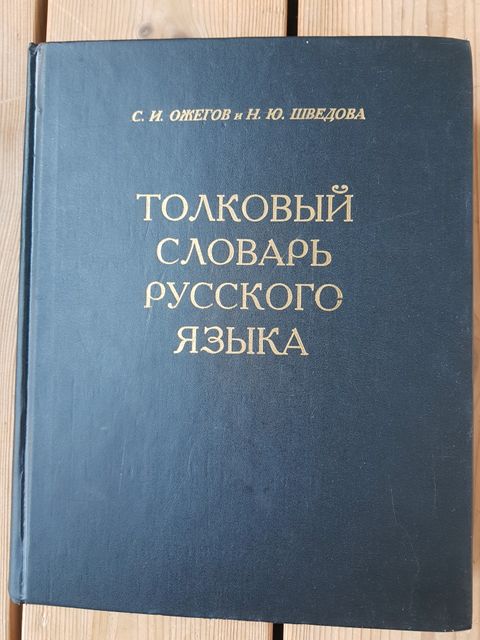 С. И. ОЖЕГОВ и Н. Ю. ШВЕДОВА
ТОЛКОВЫЙ
СЛОВАРЬ
РУССКОГО
ЯЗЫКА